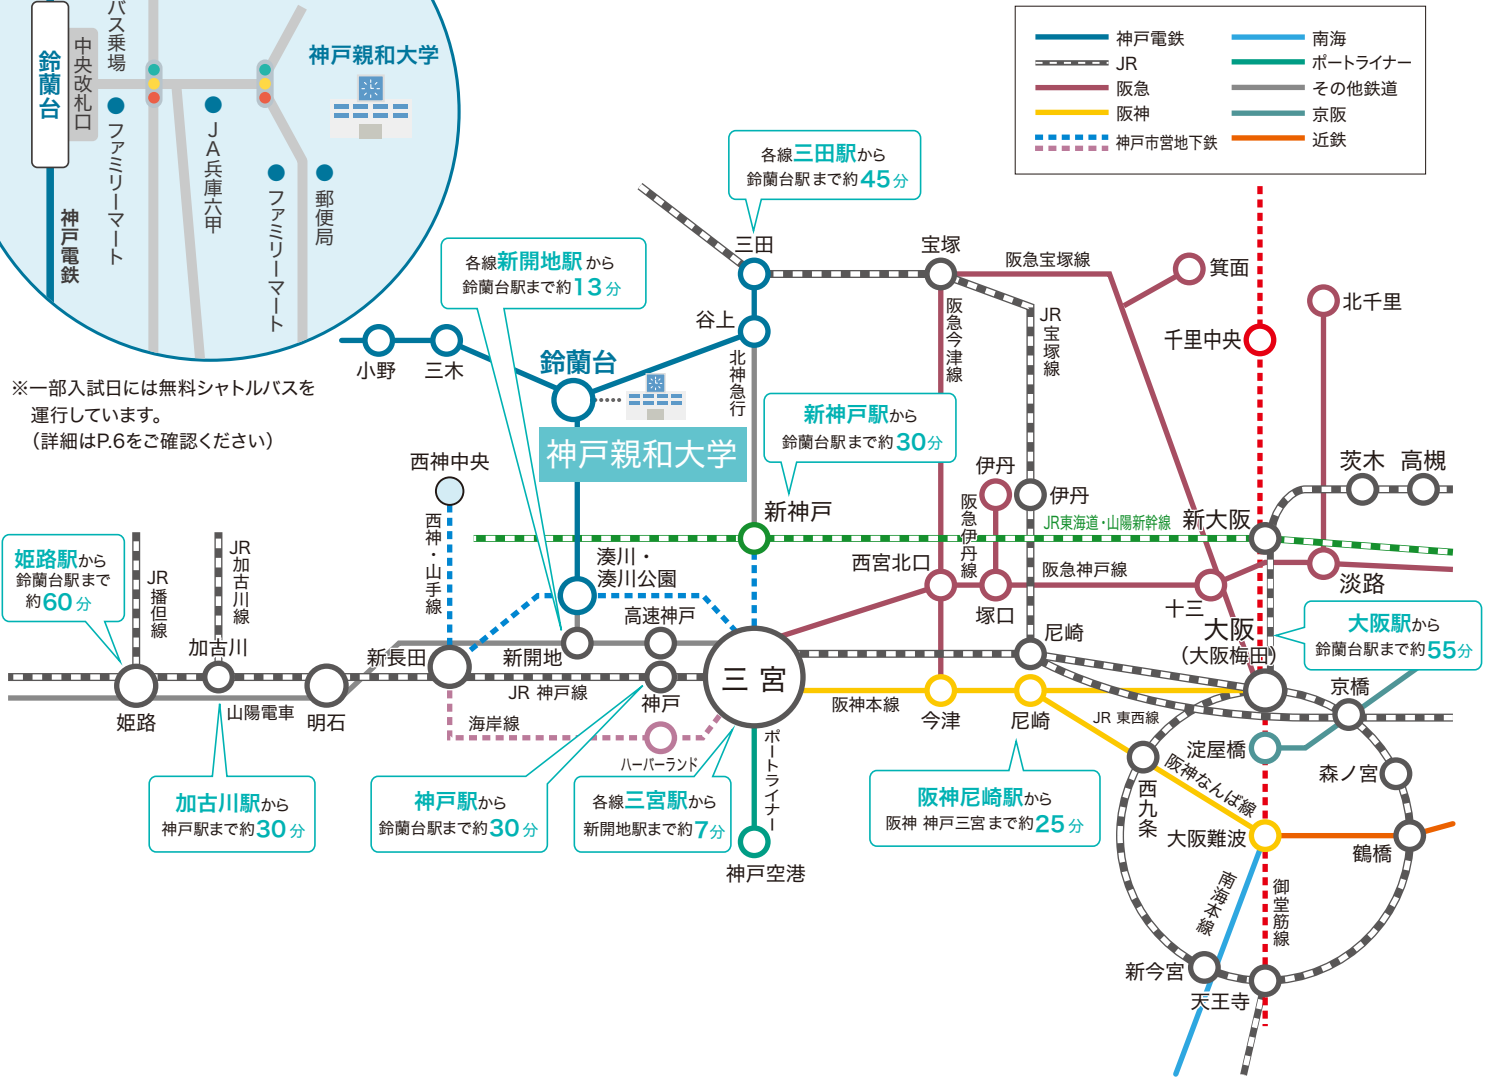 バス乗場
鈴蘭台
中央改札口
神戸親和大学
ファミリーマート
JA兵庫六甲
ファミリーマート
郵便局
神戸電鉄
※一部入試日には無料シャトルバスを
運行しています。
（詳細はP.6をご確認ください）
神戸電鉄
JR
阪急
阪神
神戸市営地下鉄
南海
ポートライナー
その他鉄道
京阪
近鉄
各線三田駅から
鈴蘭台駅まで約45分
各線新開地駅から
鈴蘭台駅まで約13分
三田
宝塚
阪急宝塚線
箕面
北千里
千里中央
谷上
小野
三木
鈴蘭台
北神急行
阪急今津線
JR宝塚線
新神戸駅から
鈴蘭台駅まで約30分
神戸親和大学
西神中央
西神・山手線
伊丹
伊丹
阪急伊丹線
茨木
高槻
新神戸
JR東海道・山陽新幹線
新大阪
姫路駅から
鈴蘭台駅まで
約60分
JR播但線
JR加古川線
湊川・
湊川公園
西宮北口
阪急神戸線
淡路
塚口
十三
高速神戸
尼崎
大阪
（大阪梅田）
大阪駅から
鈴蘭台駅まで約55分
加古川
新長田
新開地
三宮
JR 神戸線
神戸
京橋
姫路
山陽電車
明石
海岸線
阪神本線
今津
尼崎
JR 東西線
ハーバーランド
ポートライナー
淀屋橋
森ノ宮
阪神なんば線
西九条
加古川駅から
神戸駅まで約30分
神戸駅から
鈴蘭台駅まで約30分
各線三宮駅から
新開地駅まで約7分
阪神尼崎駅から
阪神 神戸三宮まで約25分
大阪難波
鶴橋
神戸空港
南海本線
御堂筋線
新今宮
天王寺